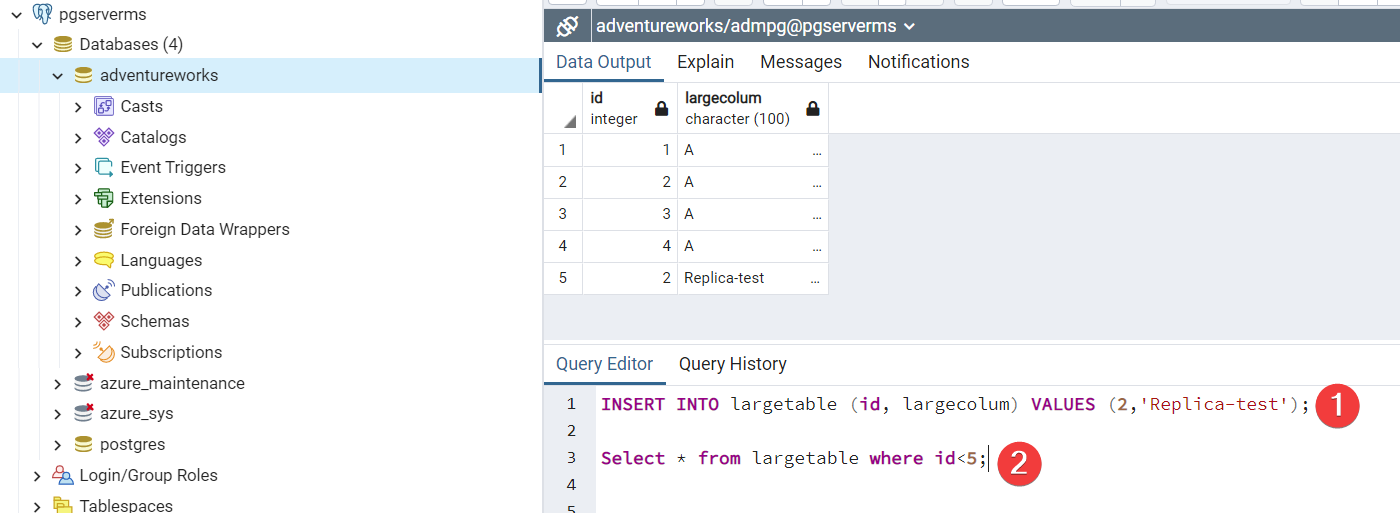 pgserverms
Databases (4)
adventureworks
Casts
Catalogs
Event Triggers
Extensions
Foreign Data Wrappers
Languages
Publications
Schemas
Subscriptions
azure_maintenance
azure_sys
postgres
Login/Group Roles
Tablespaces
adventureworks/admpg@pgserverms
Data Output Explain Messages Notifications
id largecolum
integer character (100)
1 1 A ...
2 2 A ...
3 3 A ...
4 4 A ...
5 2 Replica-test ...
Query Editor Query History
1 INSERT INTO largetable (id, largecolum) VALUES (2,'Replica-test'); 1
2
3 Select * from largetable where id<5; 2
4
5